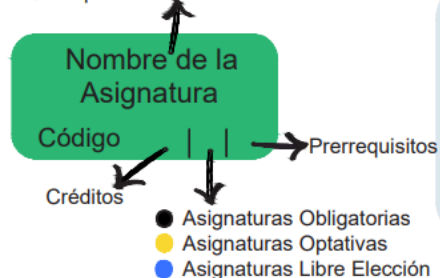 Nombre de la
Asignatura
Código | |
Prerrequisitos
Créditos
Asignaturas Obligatorias
Asignaturas Optativas
Asignaturas Libre Elección